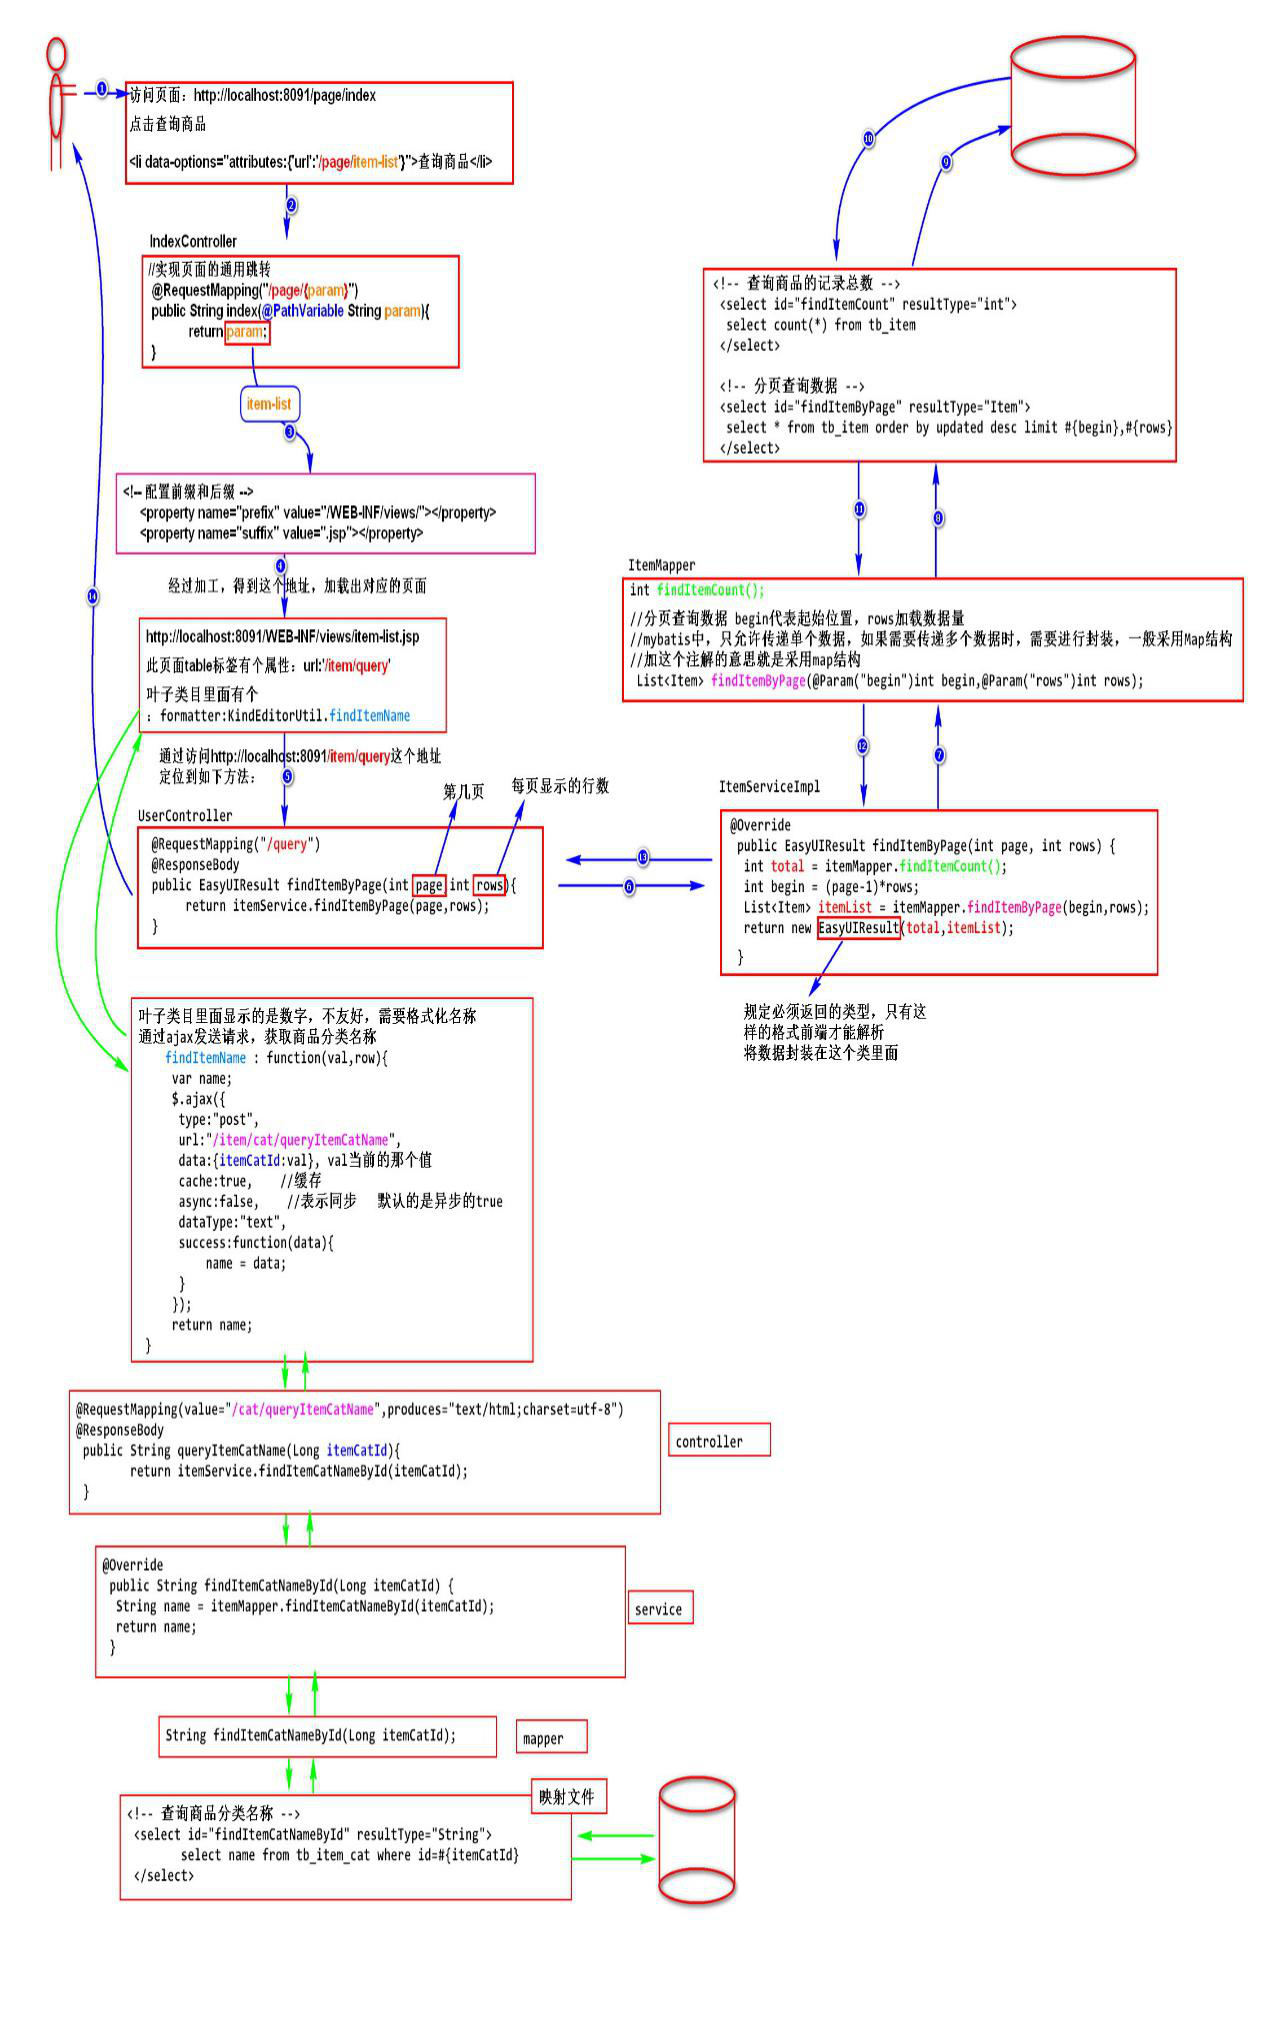 1
访问页面：http://localhost:8091/page/index
点击查询商品
<li data-options="attributes:{'url':'/page/item-list'}">查询商品</li>
2
IndexController
//实现页面的通用跳转
@RequestMapping("/page/{param}")
public String index(@PathVariable String param){
return param;
}
item-list
3
<!-- 配置前缀和后缀 -->
<property name="prefix" value="/WEB-INF/views/"></property>
<property name="suffix" value=".jsp"></property>
4
经过加工，得到这个地址，加载出对应的页面
14
http://localhost:8091/WEB-INF/views/item-list.jsp
此页面table标签有个属性：url:'/item/query'
叶子类目里面有个
：formatter:KindEditorUtil.findItemName
通过访问http://localhost:8091/item/query这个地址
定位到如下方法：
5
第几页
每页显示的行数
UserController
@RequestMapping("/query")
@ResponseBody
public EasyUIResult findItemByPage(int page,int rows){
return itemService.findItemByPage(page,rows);
}
13
6
10
9
<!-- 查询商品的记录总数 -->
<select id="findItemCount" resultType="int">
select count(*) from tb_item
</select>
<!-- 分页查询数据 -->
<select id="findItemByPage" resultType="Item">
select * from tb_item order by updated desc limit #{begin},#{rows}
</select>
11
8
ItemMapper
int findItemCount();
//分页查询数据 begin代表起始位置，rows加载数据量
//mybatis中，只允许传递单个数据，如果需要传递多个数据时，需要进行封装，一般采用Map结构
//加这个注解的意思就是采用map结构
List<Item> findItemByPage(@Param("begin")int begin,@Param("rows")int rows);
12
7
ItemServiceImpl
@Override
public EasyUIResult findItemByPage(int page, int rows) {
int total = itemMapper.findItemCount();
int begin = (page-1)*rows;
List<Item> itemList = itemMapper.findItemByPage(begin,rows);
return new EasyUIResult(total,itemList);
}
规定必须返回的类型，只有这
样的格式前端才能解析
将数据封装在这个类里面
叶子类目里面显示的是数字，不友好，需要格式化名称
通过ajax发送请求，获取商品分类名称
findItemName : function(val,row){
var name;
$.ajax({
type:"post",
url:"/item/cat/queryItemCatName",
data:{itemCatId:val}, val当前的那个值
cache:true, //缓存
async:false, //表示同步 默认的是异步的true
dataType:"text",
success:function(data){
name = data;
}
});
return name;
}
@RequestMapping(value="/cat/queryItemCatName",produces="text/html;charset=utf-8")
@ResponseBody
public String queryItemCatName(Long itemCatId){
return itemService.findItemCatNameById(itemCatId);
}
controller
@Override
public String findItemCatNameById(Long itemCatId) {
String name = itemMapper.findItemCatNameById(itemCatId);
return name;
}
service
String findItemCatNameById(Long itemCatId);
mapper
映射文件
<!-- 查询商品分类名称 -->
<select id="findItemCatNameById" resultType="String">
select name from tb_item_cat where id=#{itemCatId}
</select>